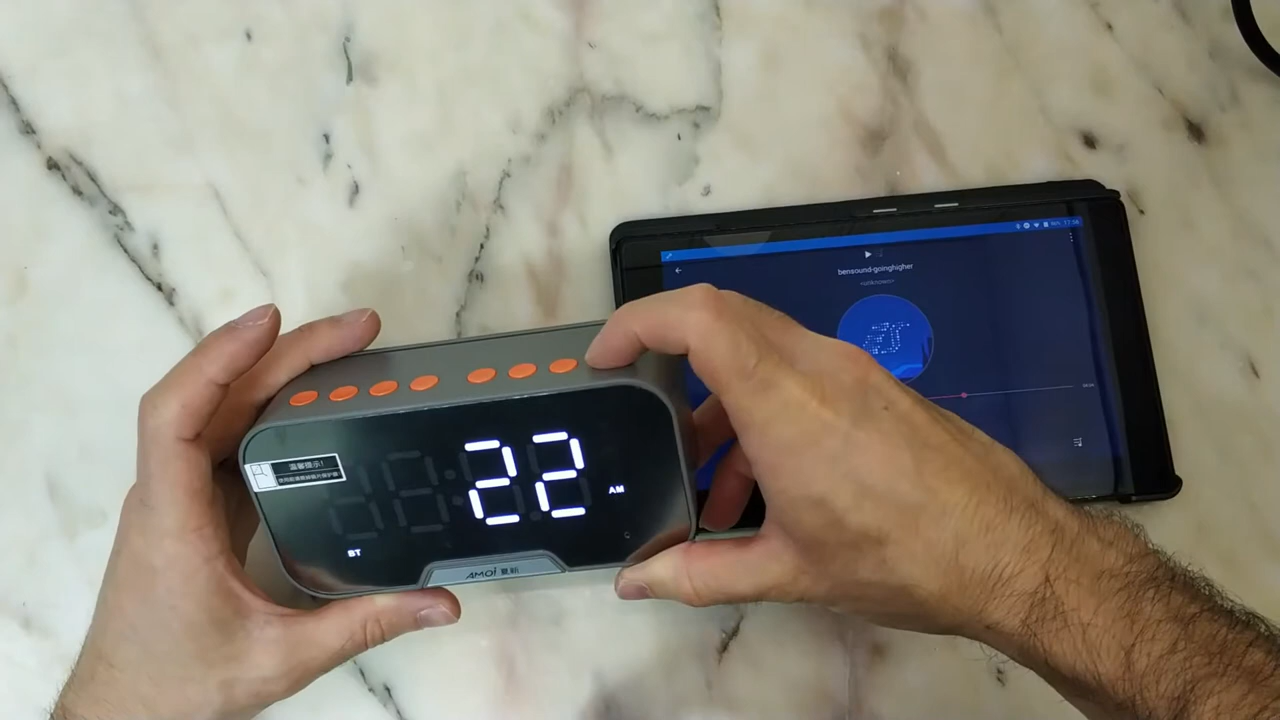 bensound-goinghigher
<unknown>
温馨提示!
22
AM
BT
AMOI 夏新